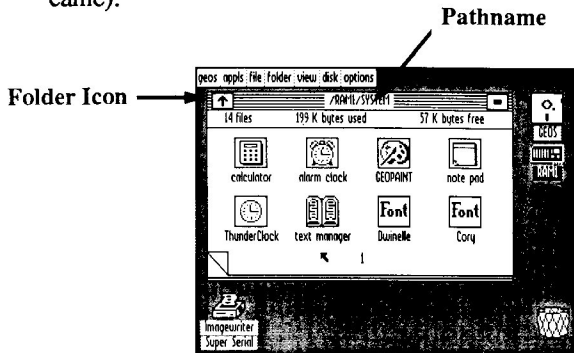 came).
Pathname
Folder Icon
geos appls file folder view disk options
/RAM1/SYSTEM
14 files 199 K bytes used 57 K bytes free
GEOS
RAM1
calculator alarm clock GEOPAINT note pad
Font Font
ThunderClock text manager Dwinelle Cory
1
Imagewriter
Super Serial